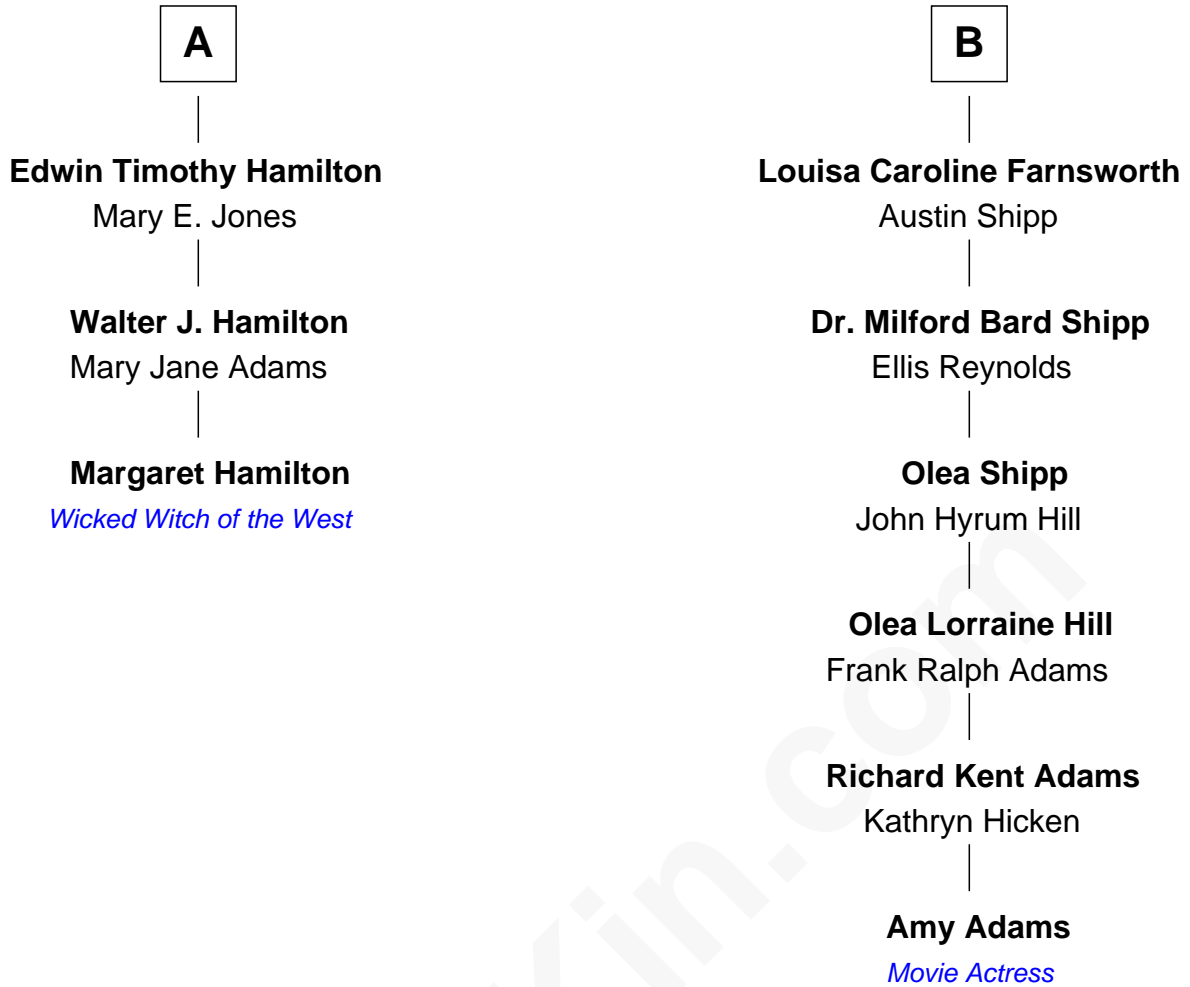 A
Edwin Timothy Hamilton
Mary E. Jones
Walter J. Hamilton
Mary Jane Adams
Margaret Hamilton
Wicked Witch of the West
B
Louisa Caroline Farnsworth
Austin Shipp
Dr. Milford Bard Shipp
Ellis Reynolds
Olea Shipp
John Hyrum Hill
Olea Lorraine Hill
Frank Ralph Adams
Richard Kent Adams
Kathryn Hicken
Amy Adams
Movie Actress
Kin.com